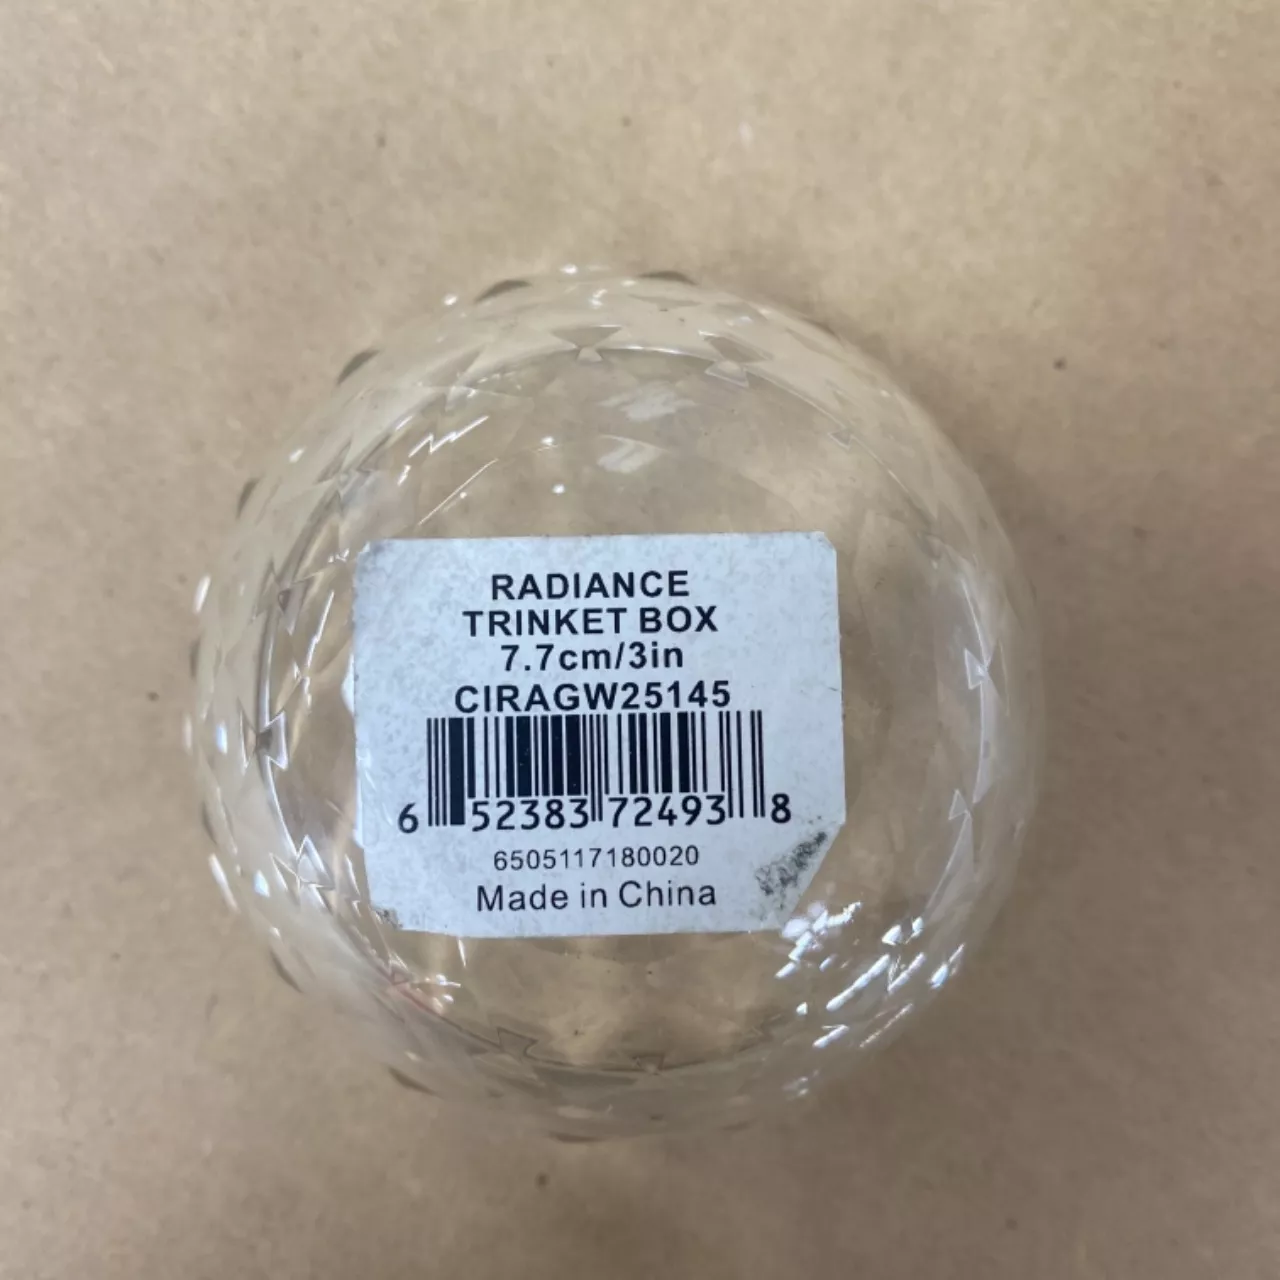 RADIANCE
TRINKET BOX
7.7cm/3in
CIRAGW25145
6 52383 72493 8
6505117180020
Made in China